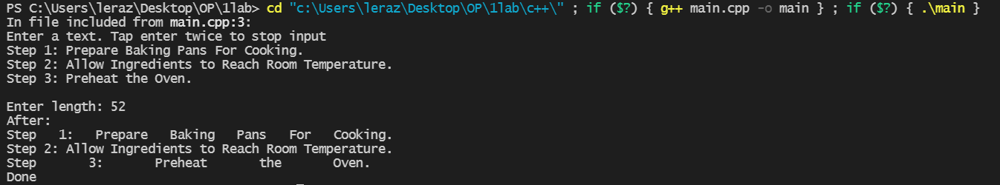 PS C:\Users\leraz\Desktop\OP\1lab> cd "c:\Users\leraz\Desktop\OP\1lab\c++\" ; if ($?) { g++ main.cpp -o main } ; if ($?) { .\main }
In file included from main.cpp:3:
Enter a text. Tap enter twice to stop input
Step 1: Prepare Baking Pans For Cooking.
Step 2: Allow Ingredients to Reach Room Temperature.
Step 3: Preheat the Oven.

Enter length: 52
After:
Step   1:   Prepare   Baking   Pans   For   Cooking.
Step 2: Allow Ingredients to Reach Room Temperature.
Step       3:       Preheat       the       Oven.
Done